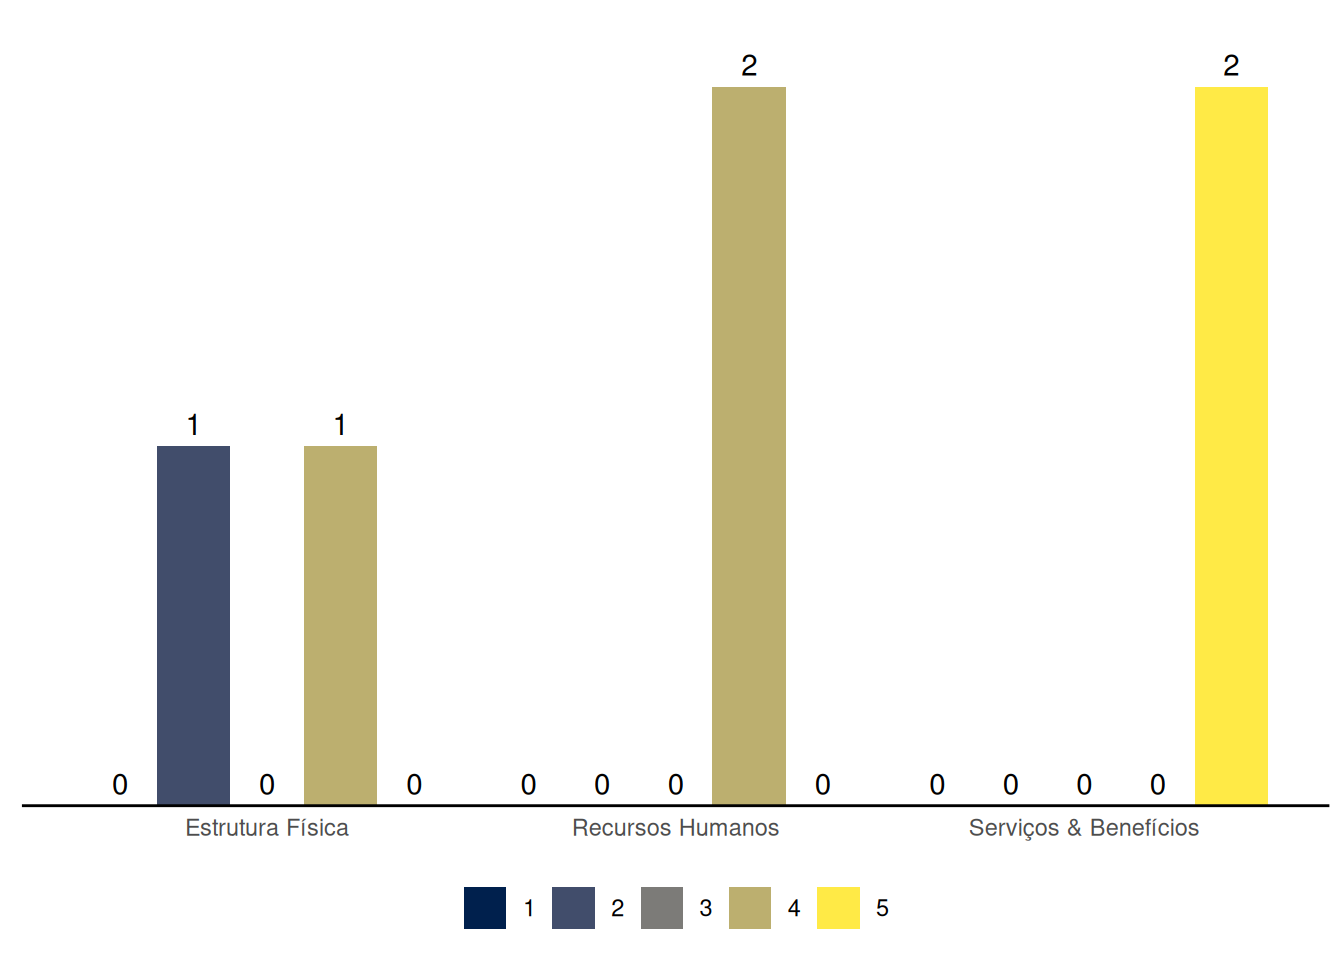 2 2
1 1
0 0 0 0 0 0 0 0 0 0 0
Estrutura Física Recursos Humanos Serviços & Benefícios
1 2 3 4 5